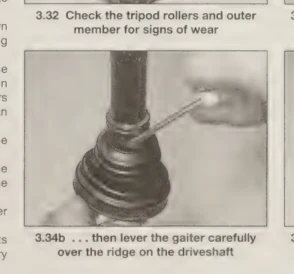 3.32 Check the tripod rollers and outer
member for signs of wear
3.34b ... then lever the gaiter carefully
over the ridge on the driveshaft